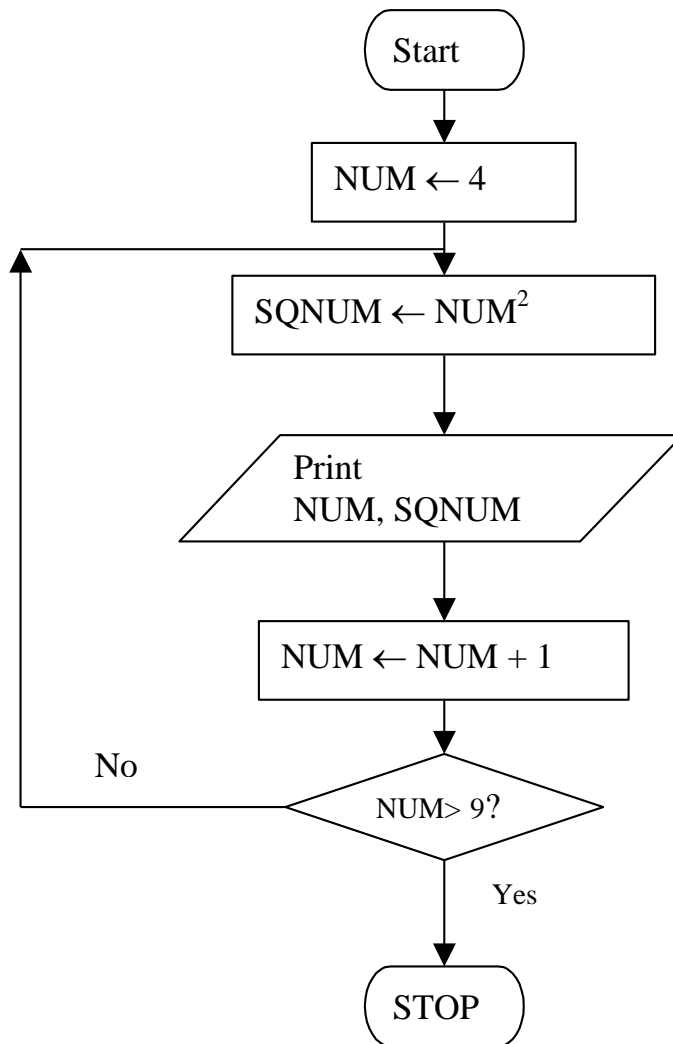 Start
NUM ← 4
SQNUM ← NUM²
Print
NUM, SQNUM
NUM ← NUM + 1
No
NUM> 9?
Yes
STOP